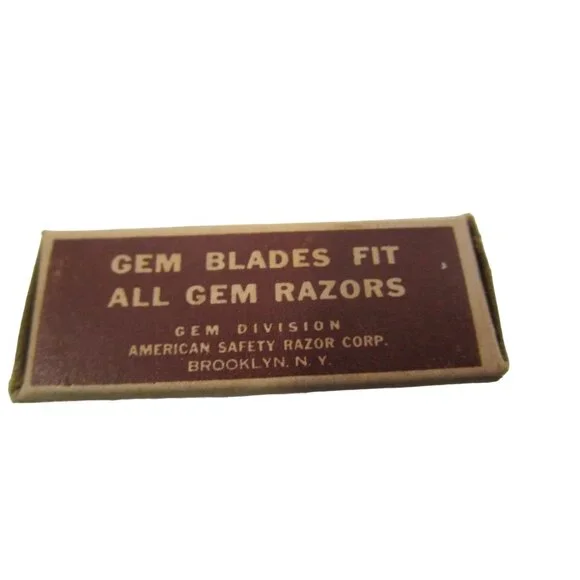 GEM BLADES FIT
ALL GEM RAZORS
GEM DIVISION
AMERICAN SAFETY RAZOR CORP.
BROOKLYN, N. Y.